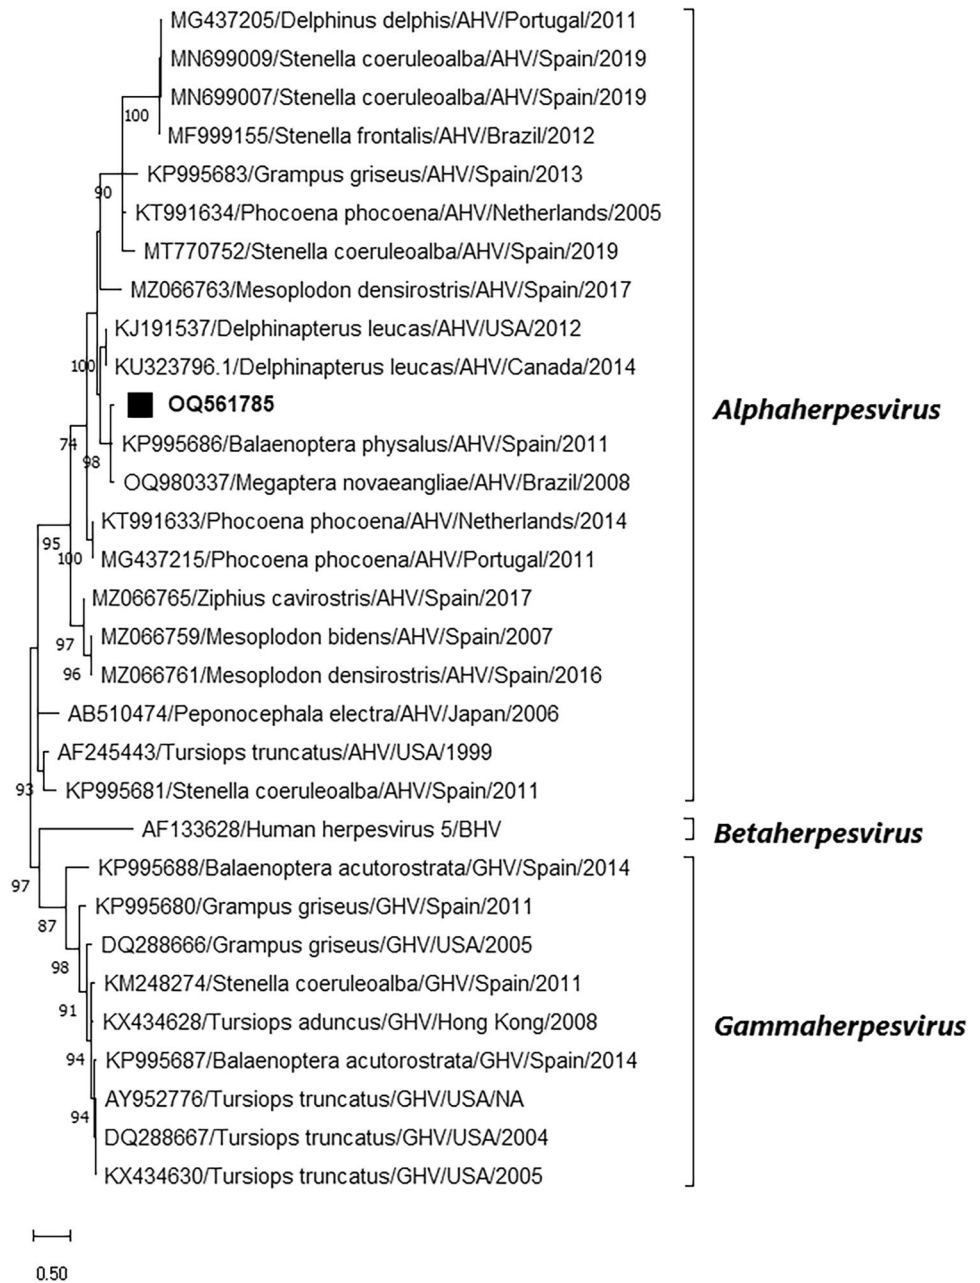 MG437205/Delphinus delphis/AHV/Portugal/2011
MN699009/Stenella coeruleoalba/AHV/Spain/2019
MN699007/Stenella coeruleoalba/AHV/Spain/2019
100
MF999155/Stenella frontalis/AHV/Brazil/2012
KP995683/Grampus griseus/AHV/Spain/2013
90
KT991634/Phocoena phocoena/AHV/Netherlands/2005
MT770752/Stenella coeruleoalba/AHV/Spain/2019
MZ066763/Mesoplodon densirostris/AHV/Spain/2017
KJ191537/Delphinapterus leucas/AHV/USA/2012
100
KU323796.1/Delphinapterus leucas/AHV/Canada/2014
OQ561785
Alphaherpesvirus
74
KP995686/Balaenoptera physalus/AHV/Spain/2011
98
OQ980337/Megaptera novaeangliae/AHV/Brazil/2008
KT991633/Phocoena phocoena/AHV/Netherlands/2014
95
100
MG437215/Phocoena phocoena/AHV/Portugal/2011
MZ066765/Ziphius cavirostris/AHV/Spain/2017
MZ066759/Mesoplodon bidens/AHV/Spain/2007
97
96
MZ066761/Mesoplodon densirostris/AHV/Spain/2016
AB510474/Peponocephala electra/AHV/Japan/2006
AF245443/Tursiops truncatus/AHV/USA/1999
93
KP995681/Stenella coeruleoalba/AHV/Spain/2011
AF133628/Human herpesvirus 5/BHV
Betaherpesvirus
KP995688/Balaenoptera acutorostrata/GHV/Spain/2014
97
KP995680/Grampus griseus/GHV/Spain/2011
87
DQ288666/Grampus griseus/GHV/USA/2005
98
KM248274/Stenella coeruleoalba/GHV/Spain/2011
91
KX434628/Tursiops aduncus/GHV/Hong Kong/2008
Gammaherpesvirus
94
KP995687/Balaenoptera acutorostrata/GHV/Spain/2014
AY952776/Tursiops truncatus/GHV/USA/NA
94
DQ288667/Tursiops truncatus/GHV/USA/2004
KX434630/Tursiops truncatus/GHV/USA/2005
0.50